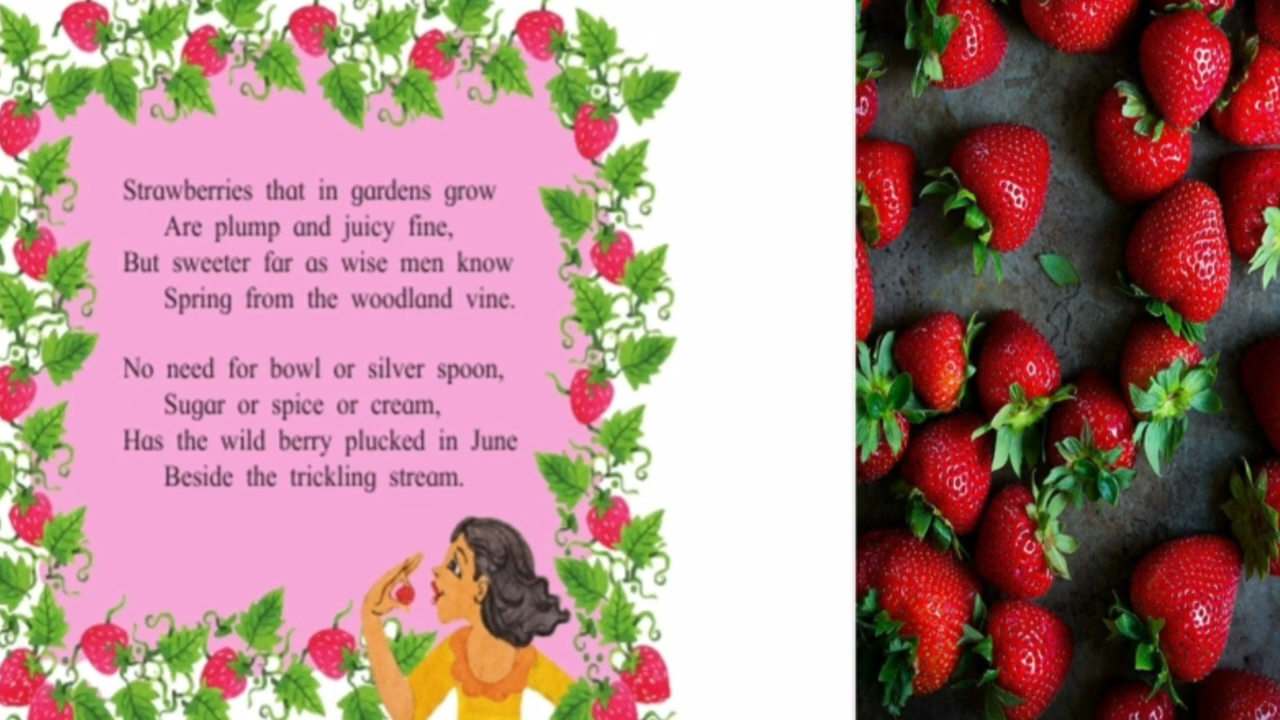 Strawberries that in gardens grow
Are plump and juicy fine,
But sweeter far as wise men know
Spring from the woodland vine.
No need for bowl or silver spoon,
Sugar or spice or cream,
Has the wild berry plucked in June
Beside the trickling stream.